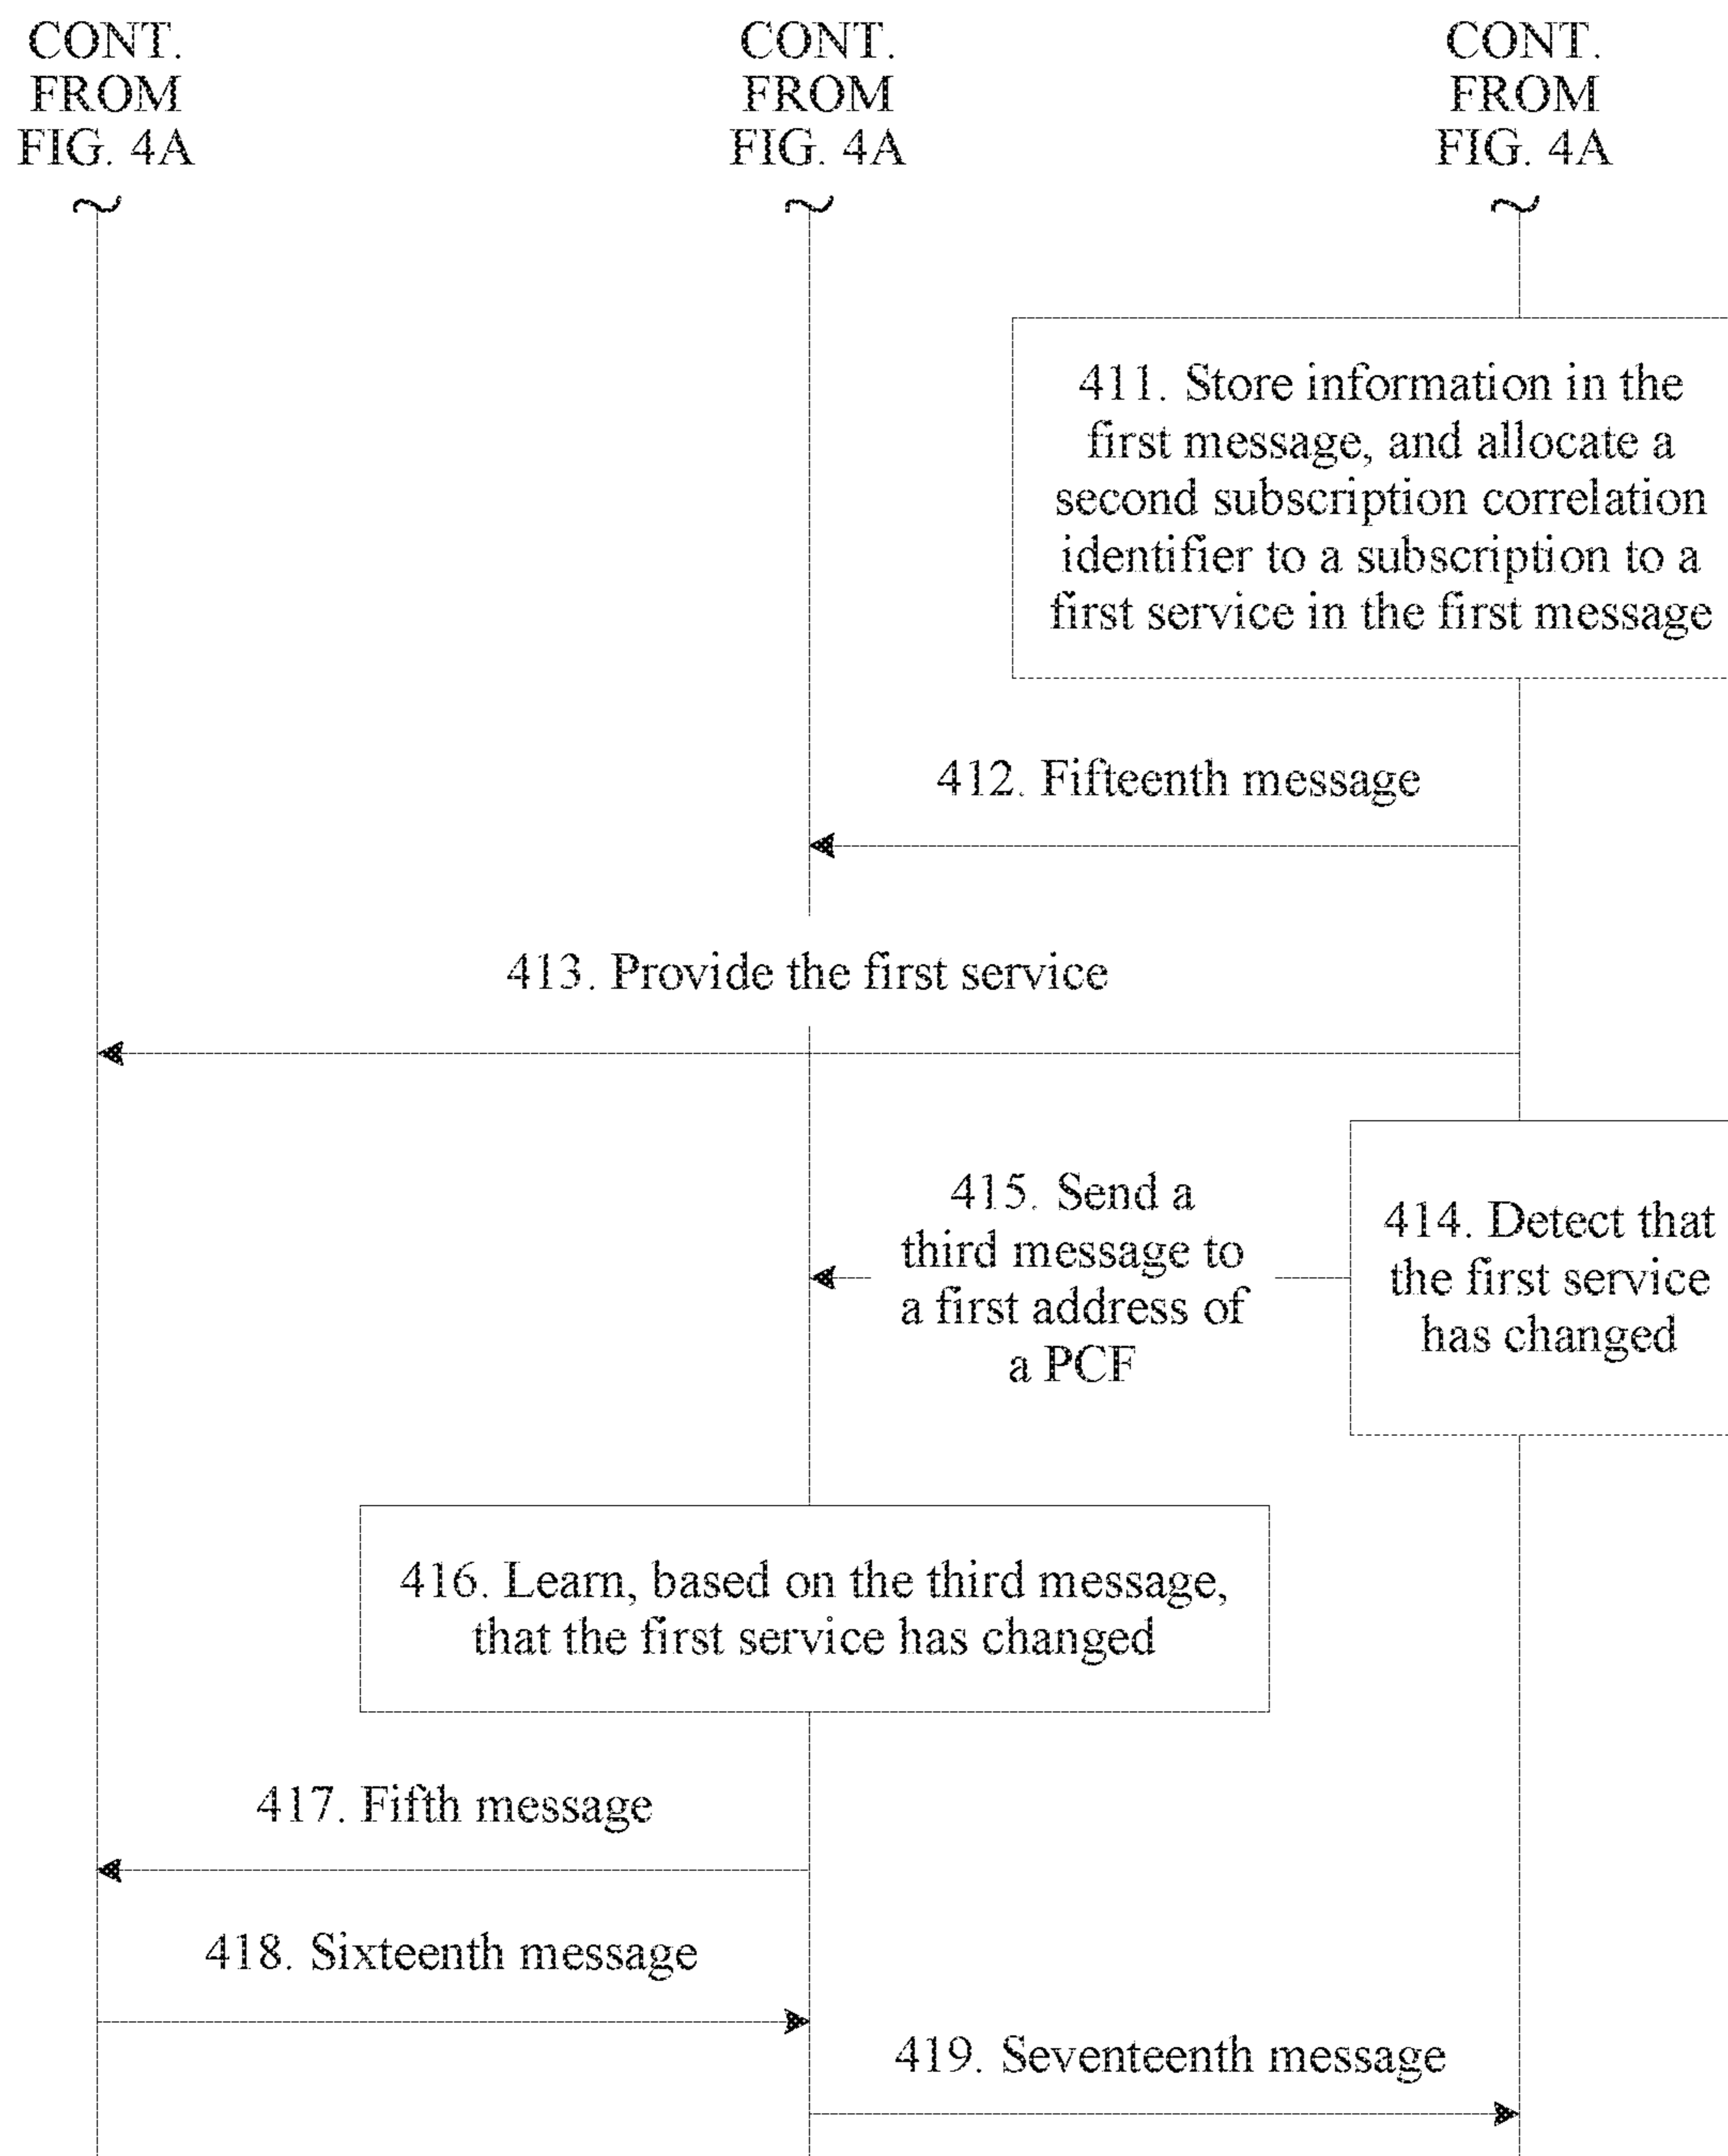 CONT.
FROM
FIG. 4A
CONT.
FROM
FIG. 4A
CONT.
FROM
FIG. 4A
411. Store information in the
first message, and allocate a
second subscription correlation
identifier to a subscription to a
first service in the first message
412. Fifteenth message
413. Provide the first service
414. Detect that
the first service
has changed
415. Send a
third message to
a first address of
a PCF
416. Learn, based on the third message,
that the first service has changed
417. Fifth message
418. Sixteenth message
419. Seventeenth message